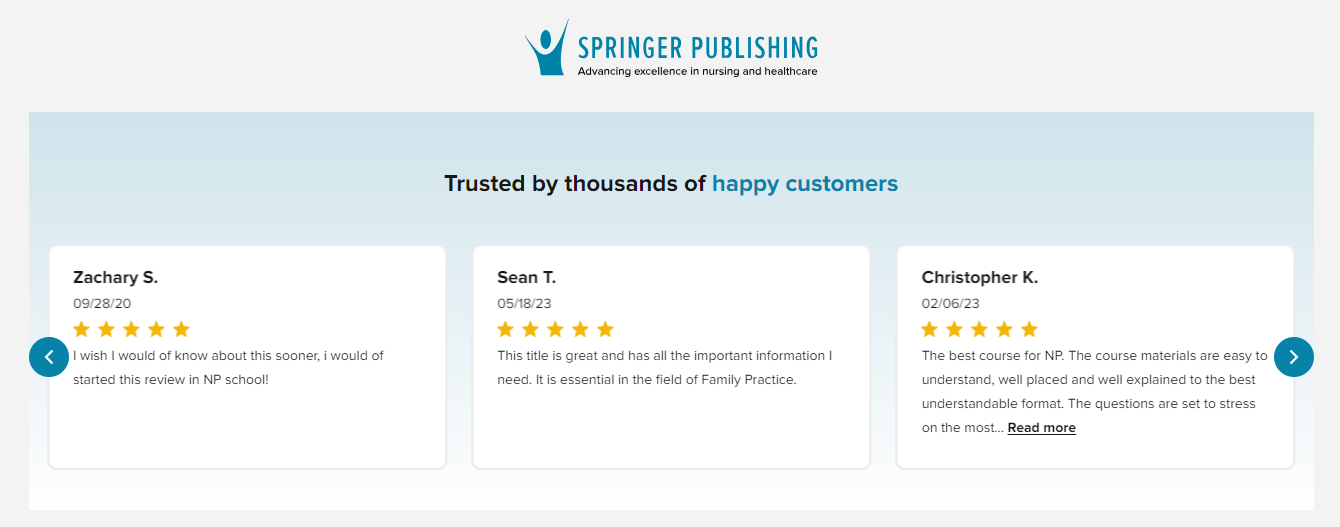 SPRINGER PUBLISHING
Advancing excellence in nursing and healthcare
Trusted by thousands of happy customers
Zachary S.
09/28/20
I wish I would of know about this sooner, i would of
started this review in NP school!
Sean T.
05/18/23
This title is great and has all the important information I
need. It is essential in the field of Family Practice.
Christopher K.
02/06/23
The best course for NP. The course materials are easy to
understand, well placed and well explained to the best
understandable format. The questions are set to stress
on the most... Read more